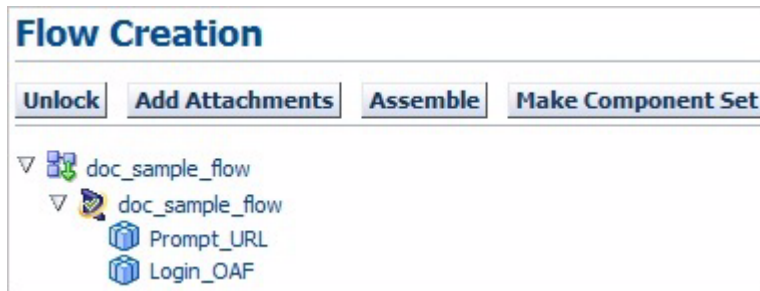 Flow Creation
Unlock Add Attachments Assemble Make Component Set
doc_sample_flow
doc_sample_flow
Prompt_URL
Login_OAF